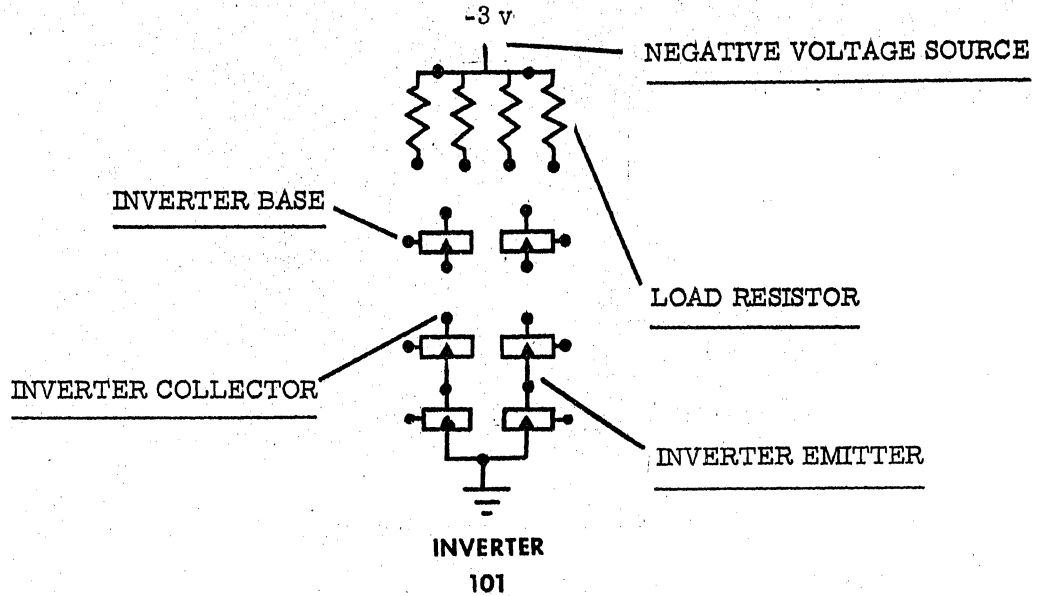 -3 v
NEGATIVE VOLTAGE SOURCE
INVERTER BASE
LOAD RESISTOR
INVERTER COLLECTOR
INVERTER EMITTER
INVERTER
101